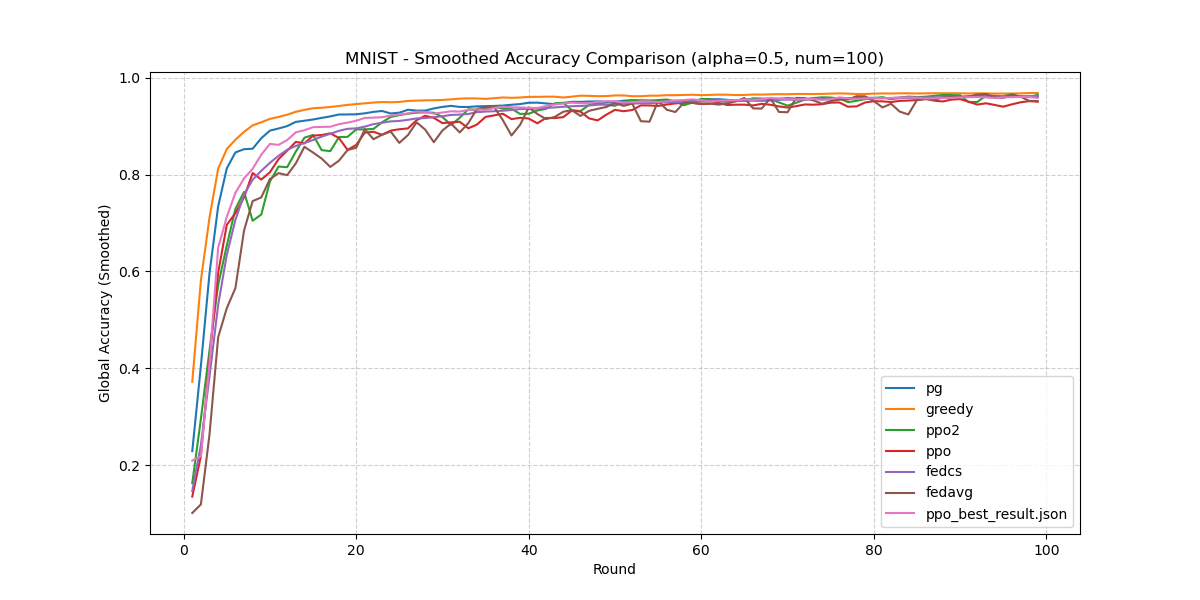 MNIST - Smoothed Accuracy Comparison (alpha=0.5, num=100)
Global Accuracy (Smoothed)
1.0
0.8
0.6
0.4
0.2
0 20 40 60 80 100
Round
pg
greedy
ppo2
ppo
fedcs
fedavg
ppo_best_result.json